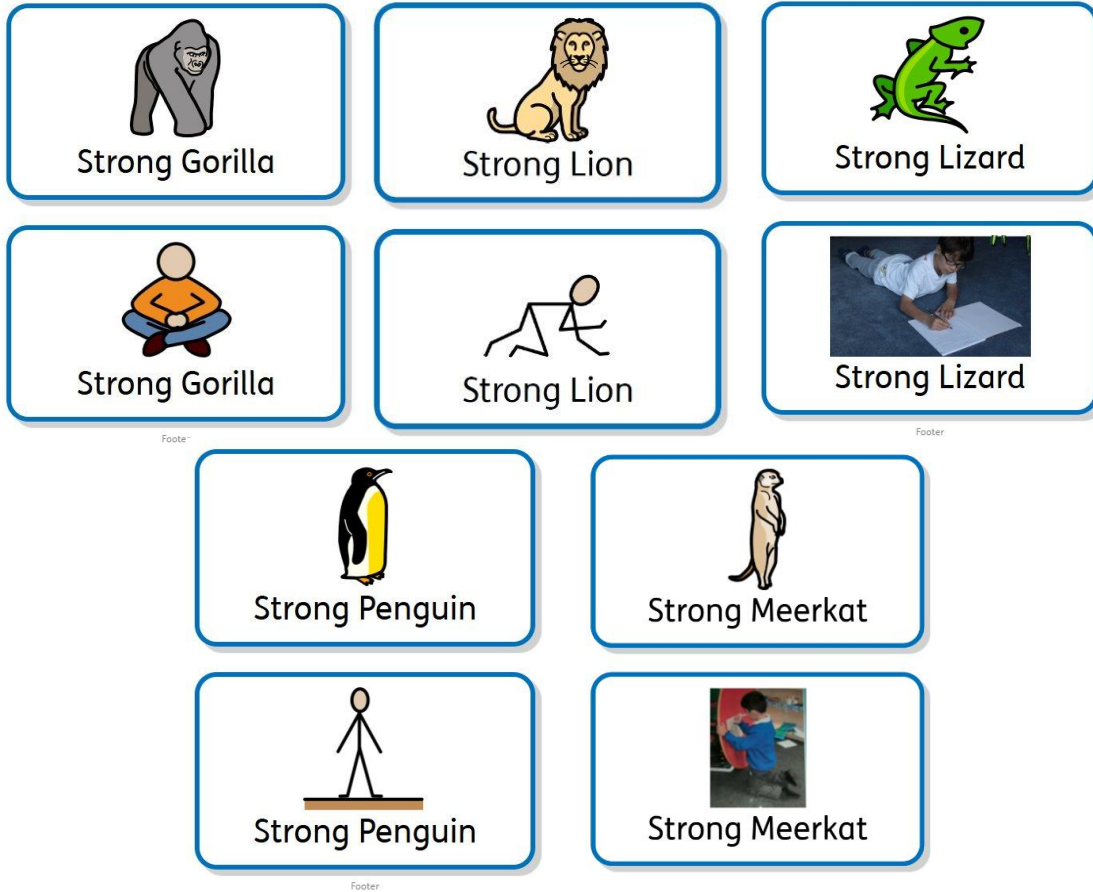 Strong Gorilla
Strong Lion
Strong Lizard
Strong Gorilla
Strong Lion
Strong Lizard
Foote
Footer
Strong Penguin
Strong Meerkat
Strong Penguin
Strong Meerkat
Footer